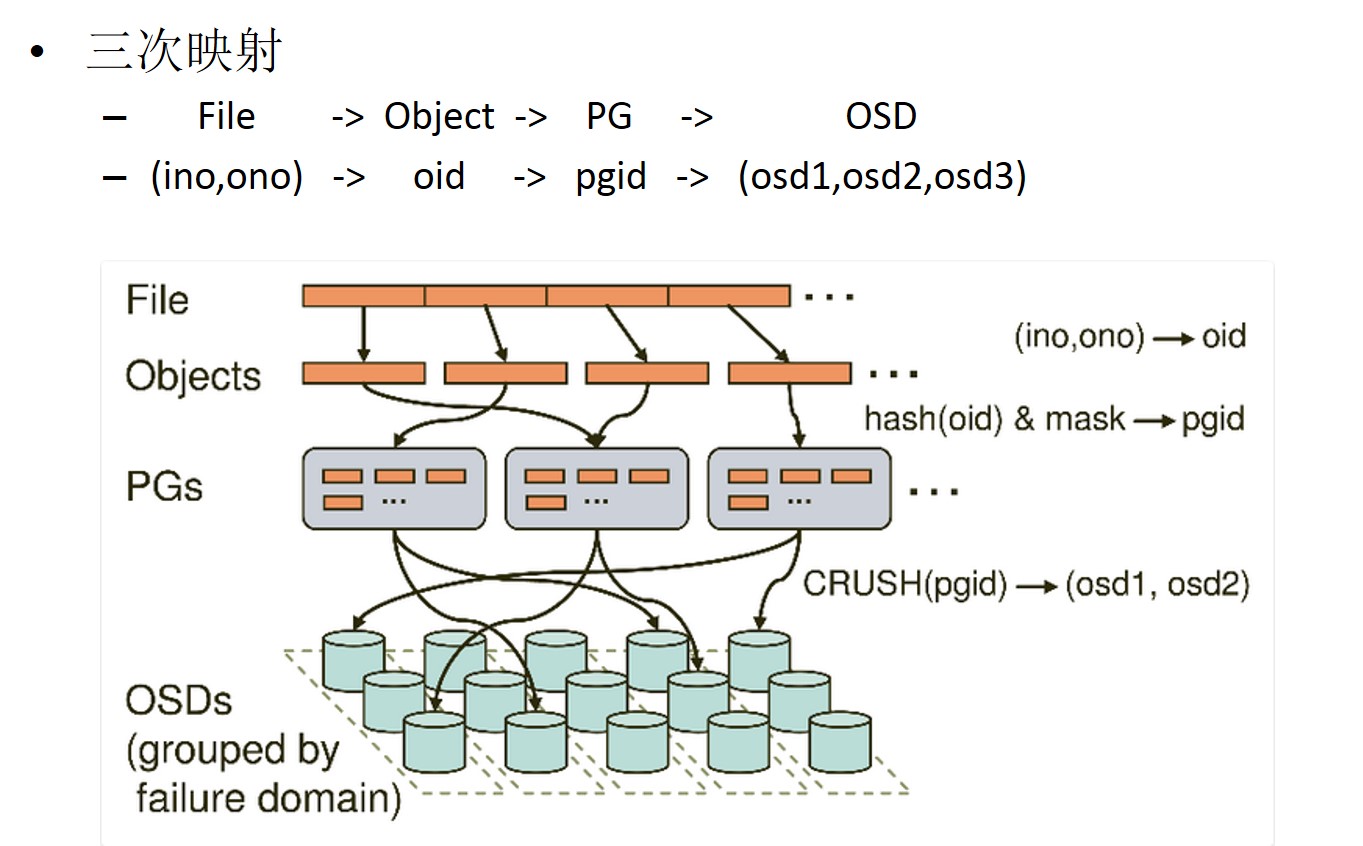 • 三次映射
– File -> Object -> PG -> OSD
– (ino,ono) -> oid -> pgid -> (osd1,osd2,osd3)
File ...
(ino,ono) → oid
Objects ...
hash(oid) & mask → pgid
PGs ... ... ... ...
CRUSH(pgid) → (osd1, osd2)
OSDs
(grouped by
failure domain)